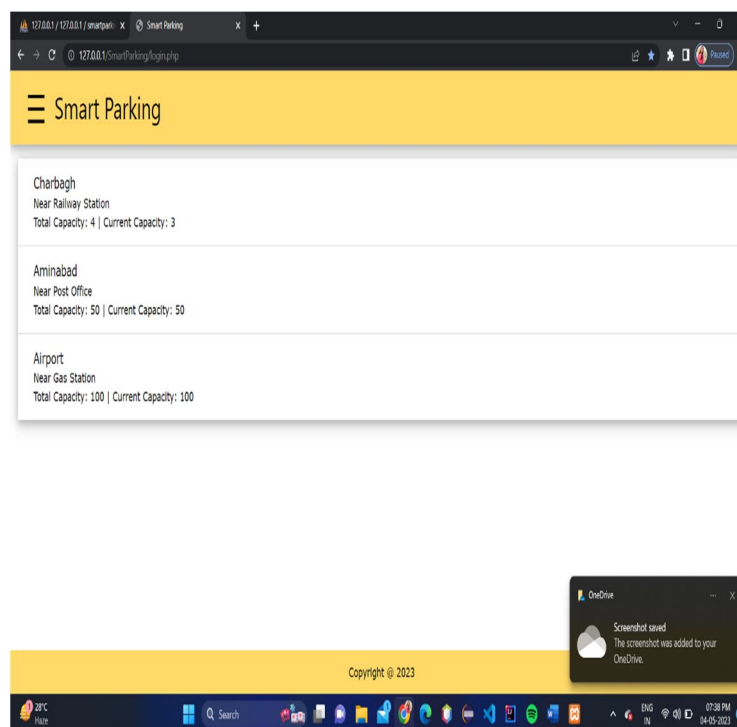 127.0.0.1 / 127.0.0.1 / smartpark
Smart Parking
127.0.0.1/SmartParking/login.php
Paused
Smart Parking
Charbagh
Near Railway Station
Total Capacity: 4 | Current Capacity: 3
Aminabad
Near Post Office
Total Capacity: 50 | Current Capacity: 50
Airport
Near Gas Station
Total Capacity: 100 | Current Capacity: 100
OneDrive
Screenshot saved
The screenshot was added to your
OneDrive.
Copyright @ 2023
28°C
Haze
Search
ENG
IN
07:38 PM
04-05-2023